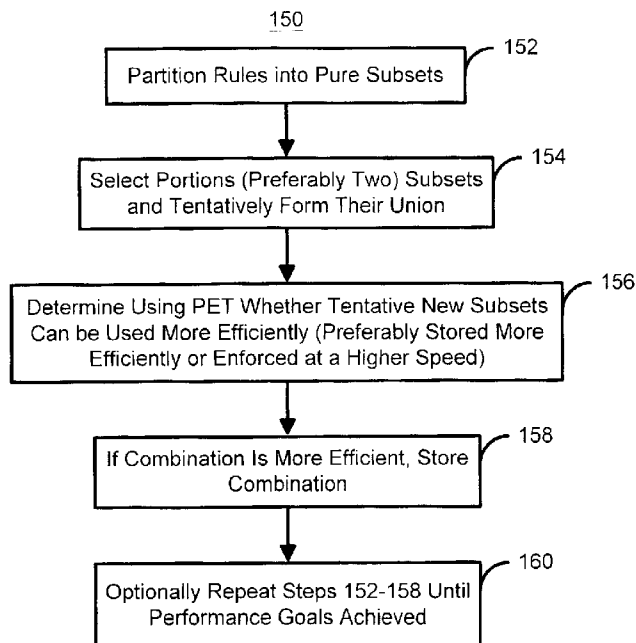 150
152
Partition Rules into Pure Subsets
154
Select Portions (Preferably Two) Subsets
and Tentatively Form Their Union
156
Determine Using PET Whether Tentative New Subsets
Can be Used More Efficiently (Preferably Stored More
Efficiently or Enforced at a Higher Speed)
158
If Combination Is More Efficient, Store
Combination
160
Optionally Repeat Steps 152-158 Until
Performance Goals Achieved